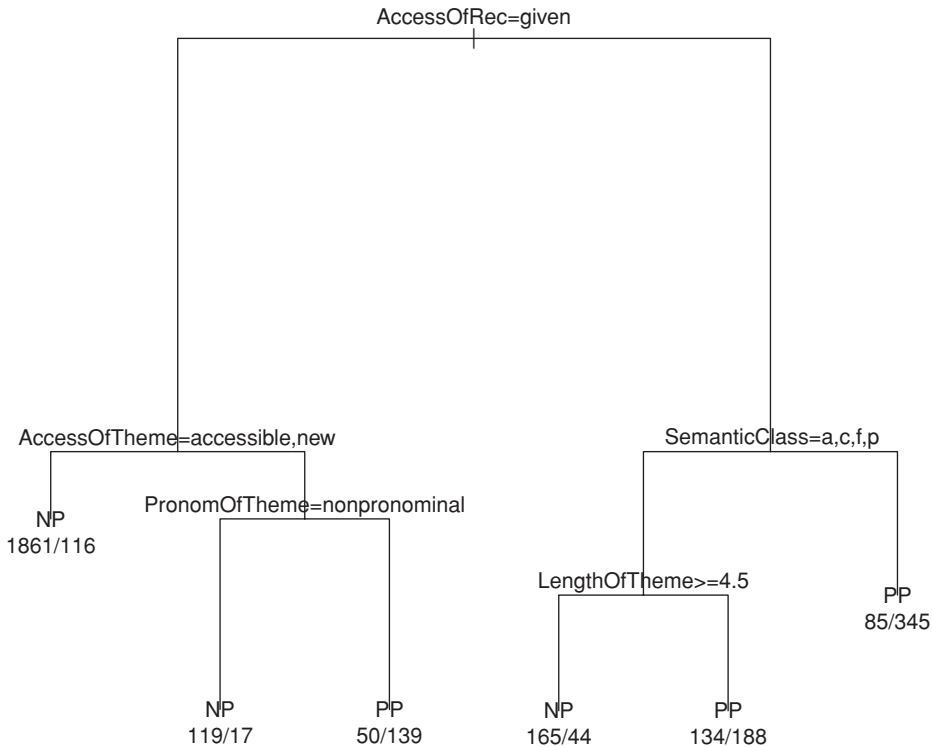 AccessOfRec=given
AccessOfTheme=accessible,new
SemanticClass=a,c,f,p
NP
1861/116
PronomOfTheme=nonpronominal
LengthOfTheme>=4.5
PP
85/345
NP
119/17
PP
50/139
NP
165/44
PP
134/188